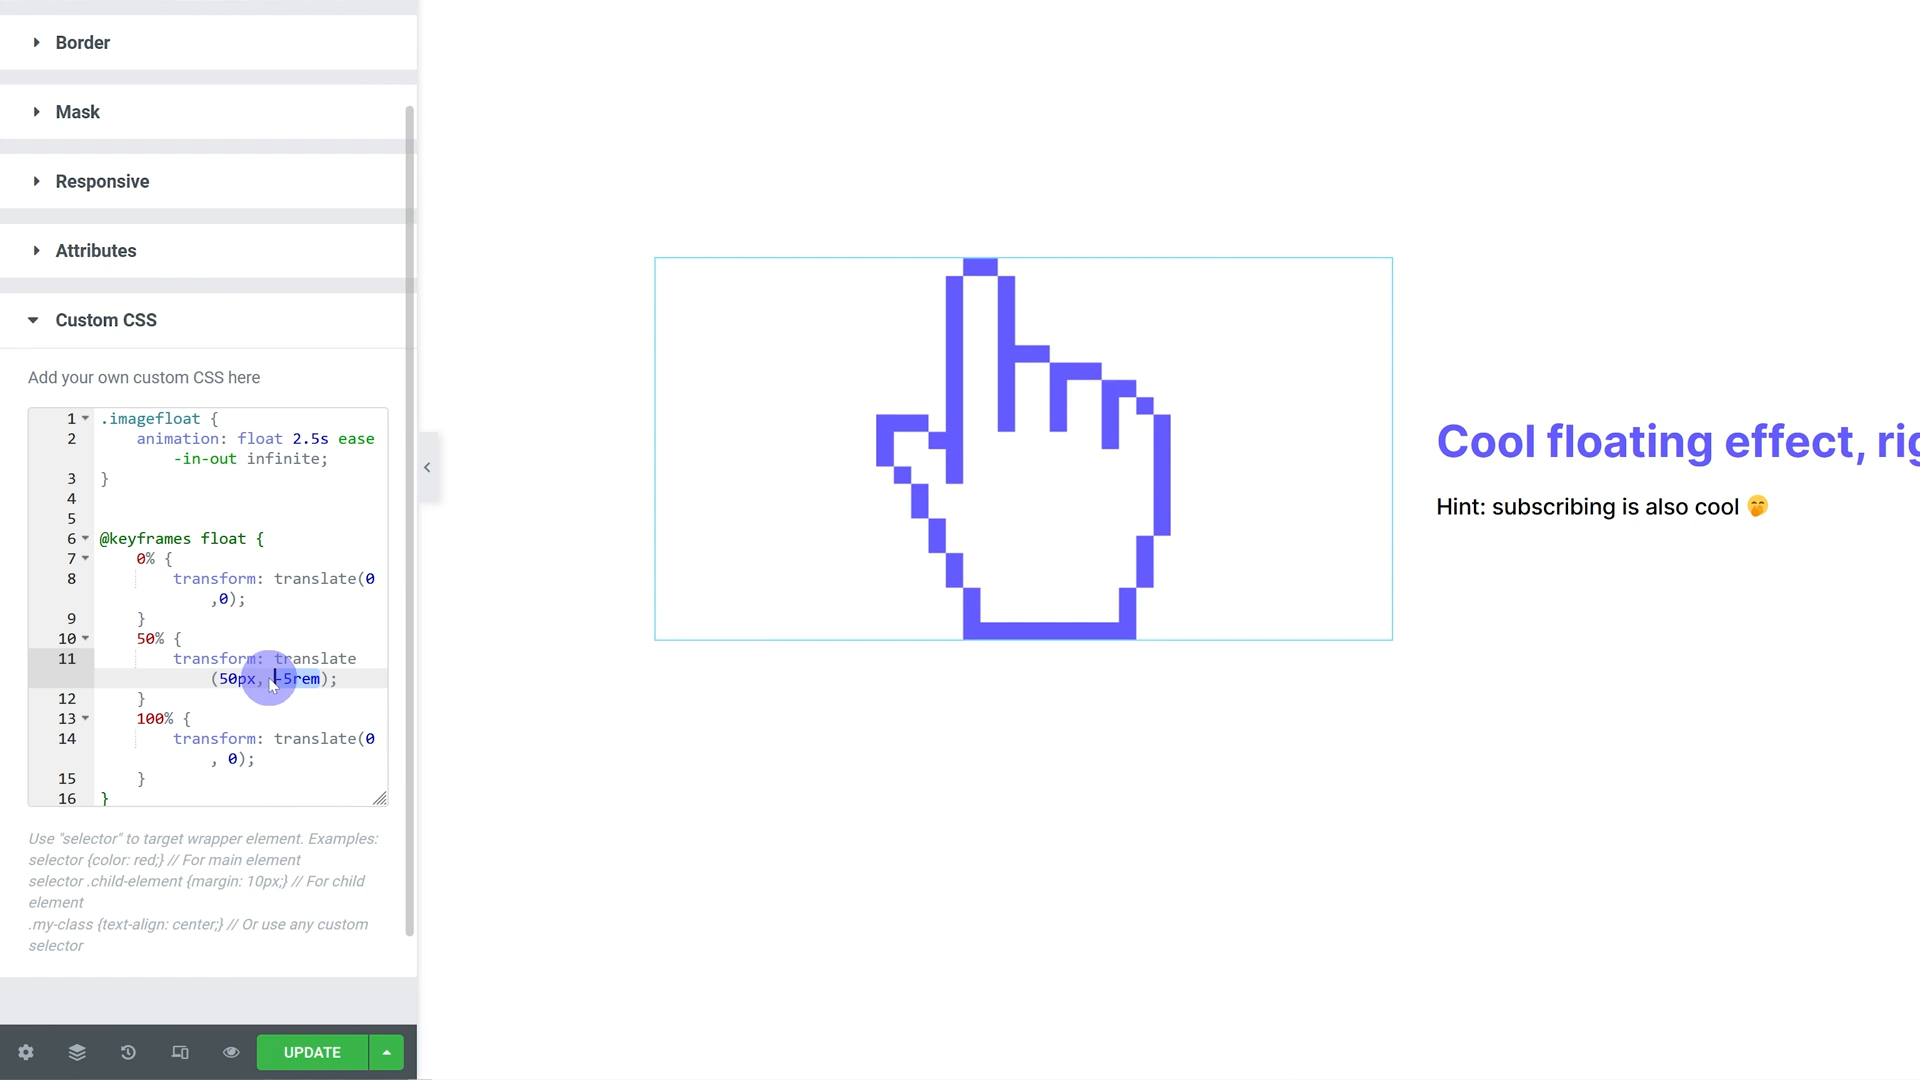 Border
Mask
Responsive
Attributes
Custom CSS
Add your own custom CSS here
1 .imagefloat {
2 animation: float 2.5s ease
-in-out infinite;
3 }
4
5
6 @keyframes float {
7 0% {
8 transform: translate(0
,0);
9 }
10 50% {
11 transform: translate
(50px, -5rem);
12 }
13 100% {
14 transform: translate(0
, 0);
15 }
16 }
Use "selector" to target wrapper element. Examples:
selector {color: red;} // For main element
selector .child-element {margin: 10px;} // For child
element
.my-class {text-align: center;} // Or use any custom
selector
UPDATE
Cool floating effect, rig
Hint: subscribing is also cool 🤭